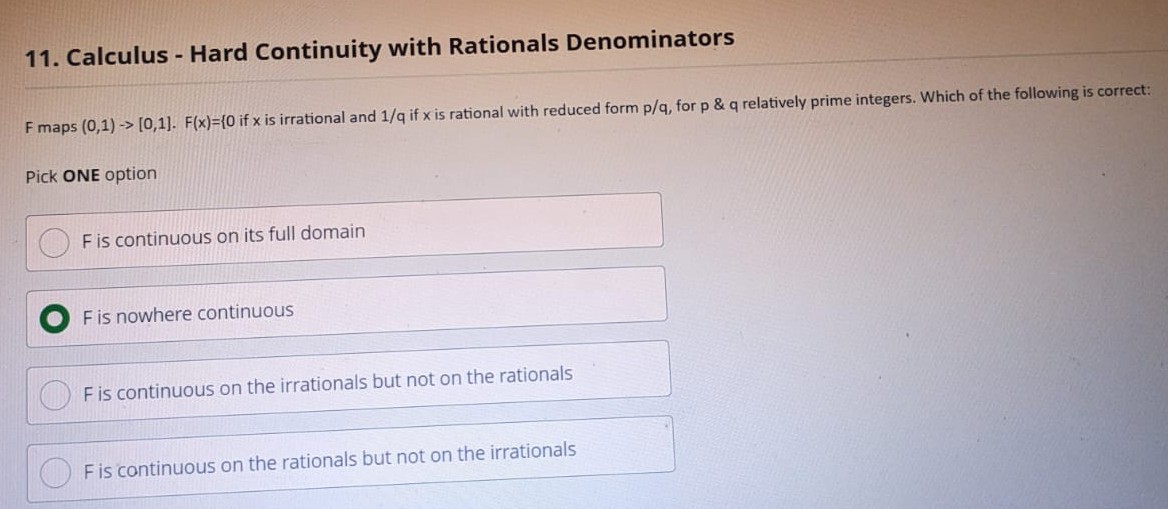 11. Calculus - Hard Continuity with Rationals Denominators
F maps (0,1) -> [0,1]. F(x)={0 if x is irrational and 1/q if x is rational with reduced form p/q, for p & q relatively prime integers. Which of the following is correct:
Pick ONE option
F is continuous on its full domain
F is nowhere continuous
F is continuous on the irrationals but not on the rationals
F is continuous on the rationals but not on the irrationals